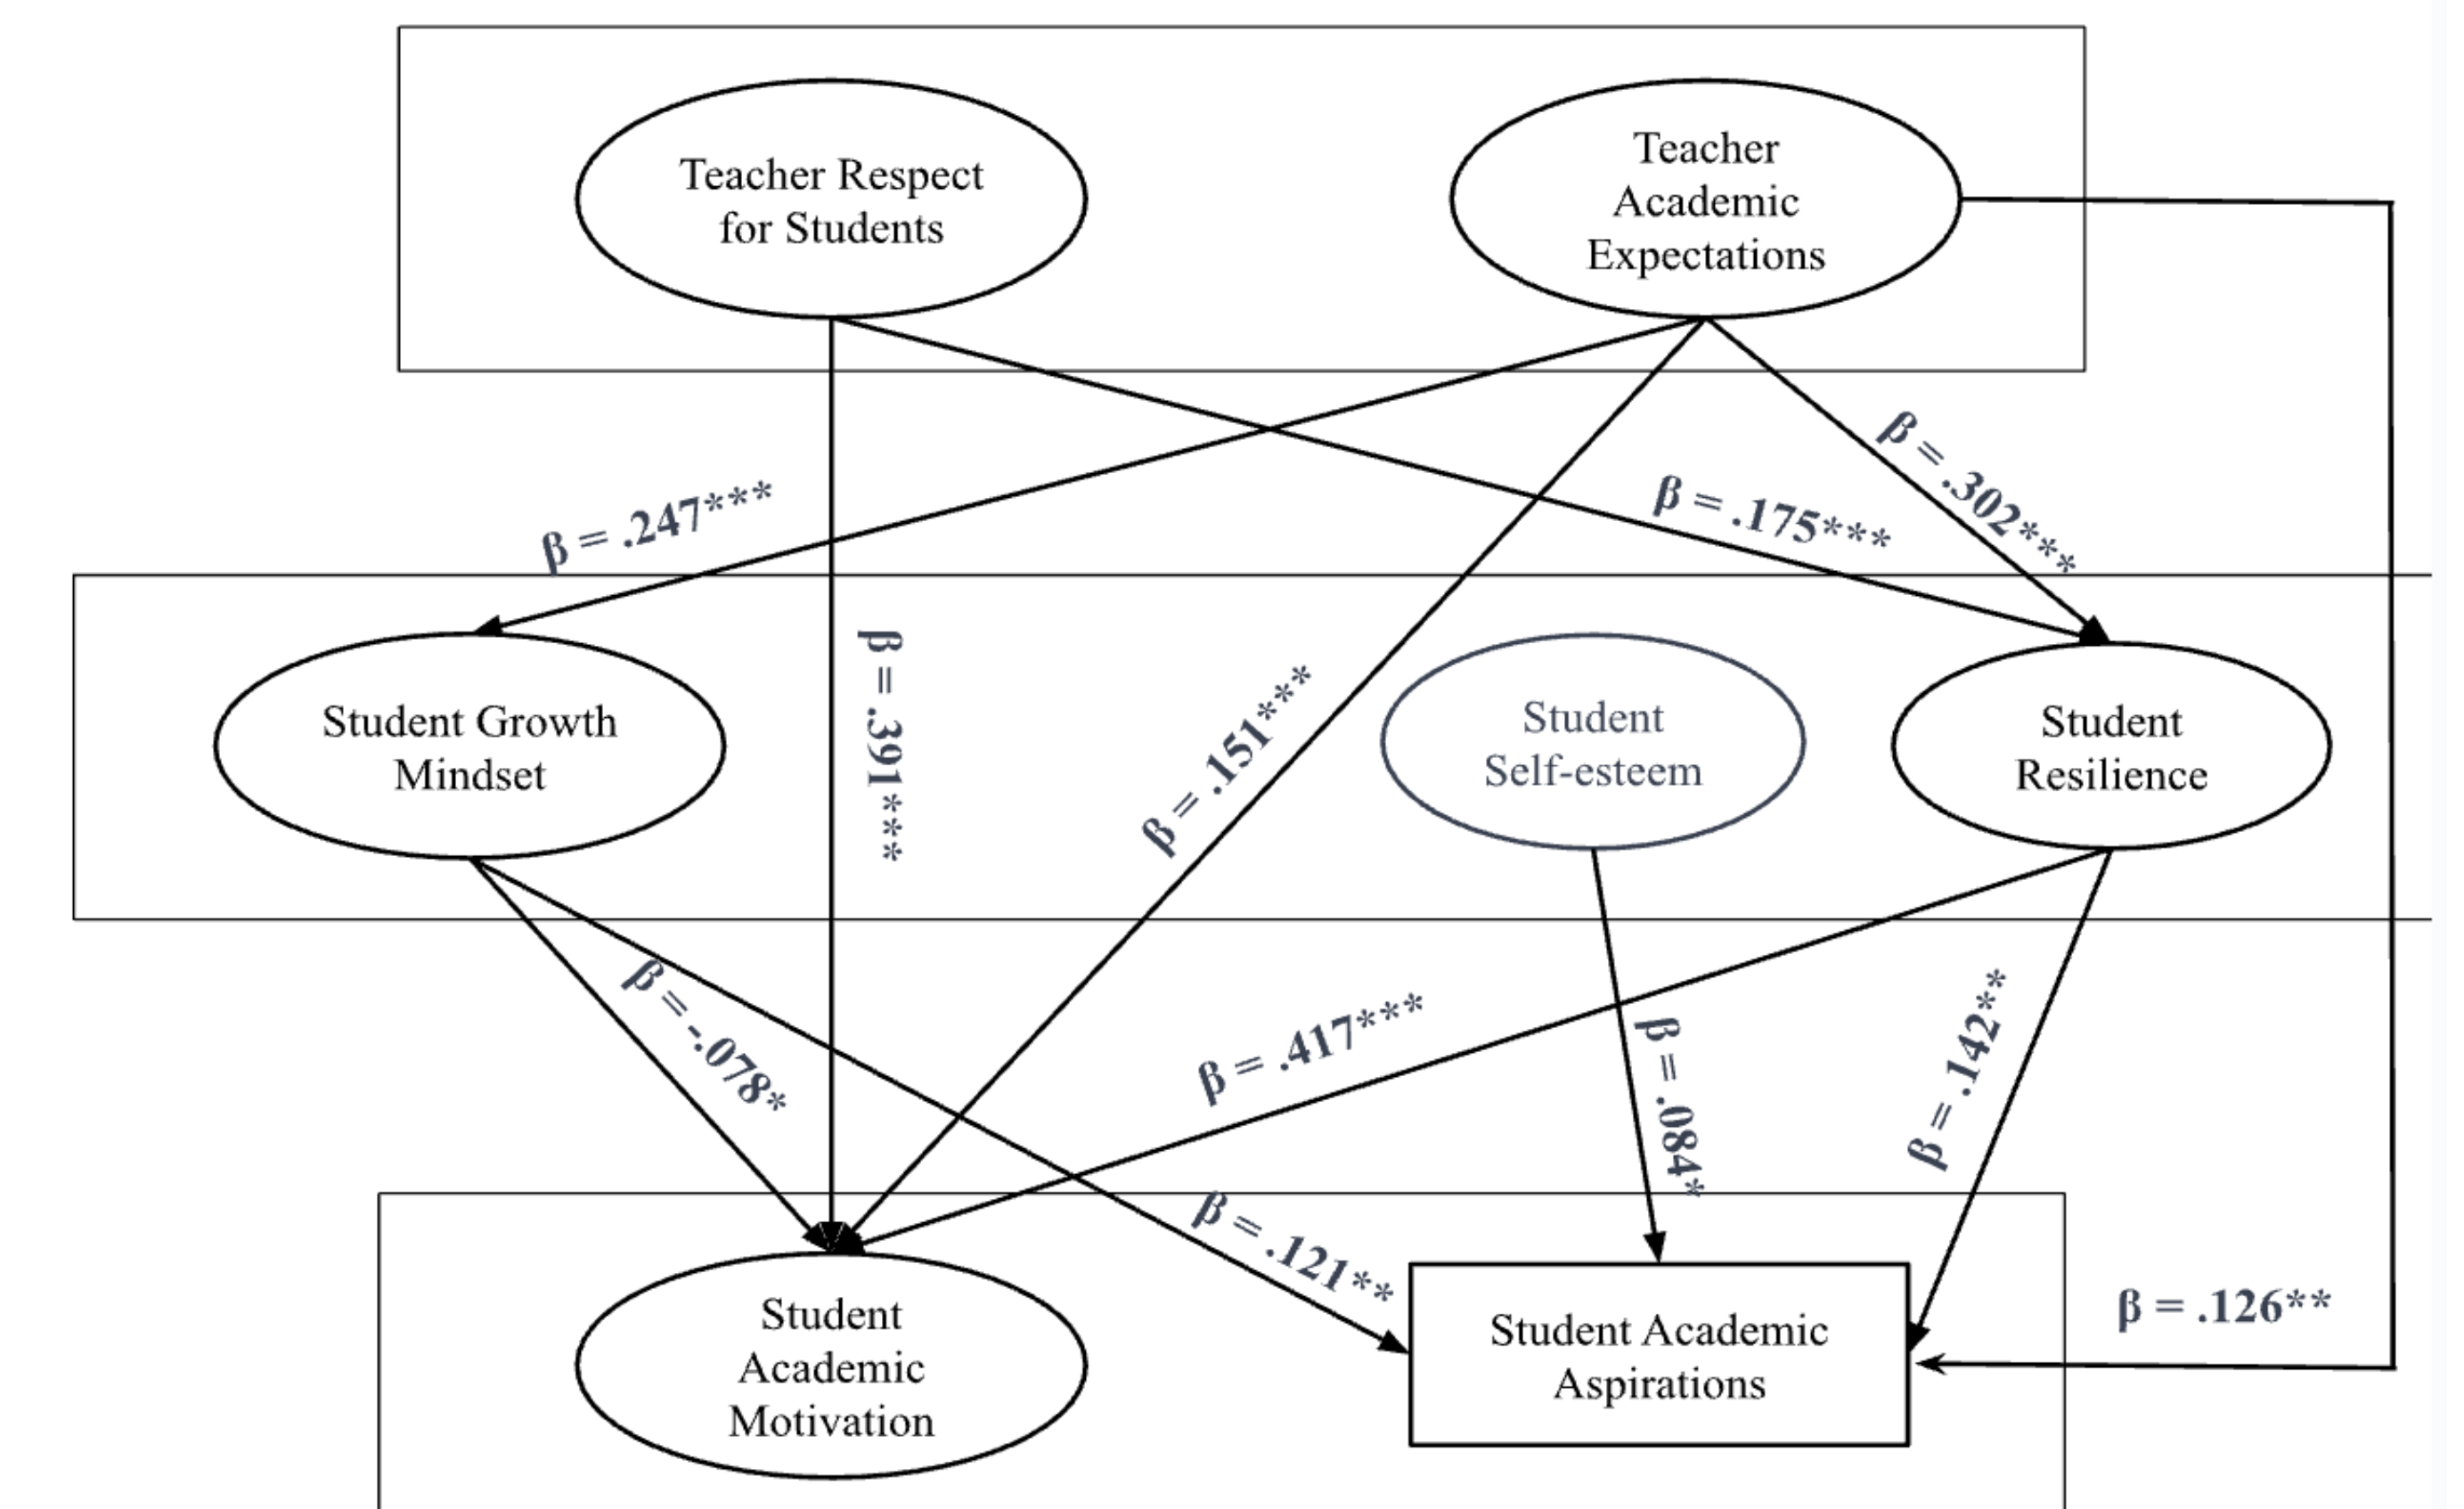 Teacher Respect
for Students
Teacher
Academic
Expectations
β = .247***
β = .175***
β = .302***
Student Growth
Mindset
β = .391***
β = .151***
Student
Self-esteem
Student
Resilience
β = -.078*
β = .417***
β = .084*
β = .142**
β = .121**
Student
Academic
Motivation
Student Academic
Aspirations
β = .126**